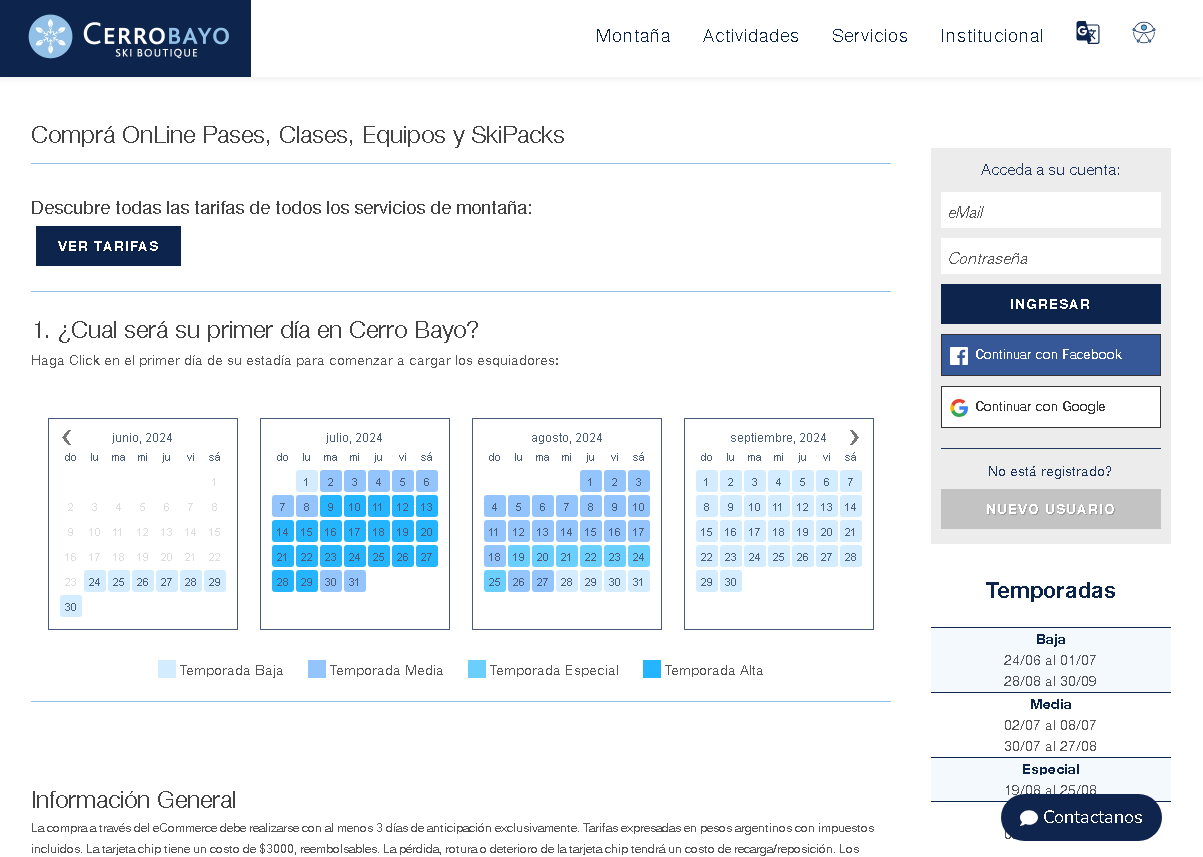 CERROBAYO
SKI BOUTIQUE
Montaña
Actividades
Servicios
Institucional
G
Comprá OnLine Pases, Clases, Equipos y SkiPacks
Descubre todas las tarifas de todos los servicios de montaña:
VER TARIFAS
1. ¿Cual será su primer día en Cerro Bayo?
Haga Click en el primer día de su estadía para comenzar a cargar los esquiadores:
junio, 2024
do lu ma mi ju vi sá
1
2 3 4 5 6 7 8
9 10 11 12 13 14 15
16 17 18 19 20 21 22
23 24 25 26 27 28 29
30
julio, 2024
do lu ma mi ju vi sá
1 2 3 4 5 6
7 8 9 10 11 12 13
14 15 16 17 18 19 20
21 22 23 24 25 26 27
28 29 30 31
agosto, 2024
do lu ma mi ju vi sá
1 2 3
4 5 6 7 8 9 10
11 12 13 14 15 16 17
18 19 20 21 22 23 24
25 26 27 28 29 30 31
septiembre, 2024
do lu ma mi ju vi sá
1 2 3 4 5 6 7
8 9 10 11 12 13 14
15 16 17 18 19 20 21
22 23 24 25 26 27 28
29 30
Temporada Baja
Temporada Media
Temporada Especial
Temporada Alta
Información General
La compra a través del eCommerce debe realizarse con al menos 3 días de anticipación exclusivamente. Tarifas expresadas en pesos argentinos con impuestos
incluidos. La tarjeta chip tiene un costo de $3000, reembolsables. La pérdida, rotura o deterioro de la tarjeta chip tendrá un costo de recarga/reposición. Los
Acceda a su cuenta:
eMail
Contraseña
INGRESAR
Continuar con Facebook
Continuar con Google
No está registrado?
NUEVO USUARIO
Temporadas
Baja
24/06 al 01/07
28/08 al 30/09
Media
02/07 al 08/07
30/07 al 27/08
Especial
19/08 al 25/08
Contactanos